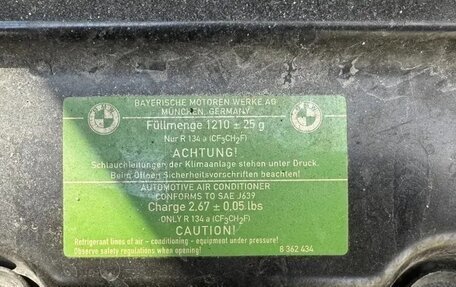 BAYERISCHE MOTOREN WERKE AG
MÜNCHEN, GERMANY
Füllmenge 1210 ± 25 g
Nur R 134 a (CF₃CH₂F)
ACHTUNG!
Schlauchleitungen der Klimaanlage stehen unter Druck.
Beim Öffnen Sicherheitsvorschriften beachten!
AUTOMOTIVE AIR CONDITIONER
CONFORMS TO SAE J639
Charge 2.67 ± 0.05 lbs
ONLY R 134 a (CF₃CH₂F)
CAUTION!
Refrigerant lines of air - conditioning - equipment under pressure!
Observe safety regulations when opening!
8 362 434